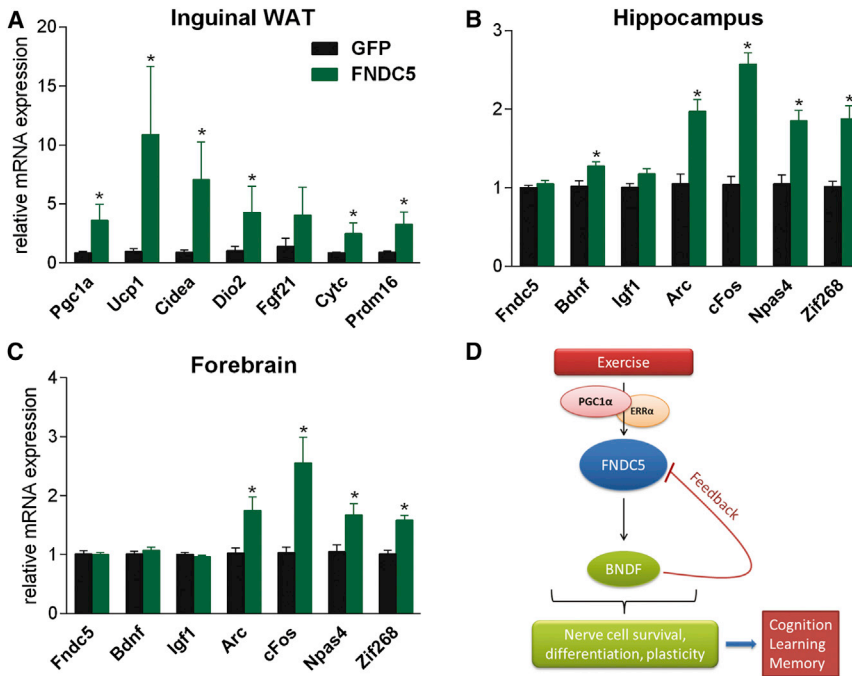 A
Inguinal WAT
relative mRNA expression
20
15
10
5
0
GFP
FNDC5
*
*
*
*
*
*
Pgc1a
Ucp1
Cidea
Dio2
Fgf21
Cytc
Prdm16
B
Hippocampus
3
2
1
0
*
*
*
*
*
Fndc5
Bdnf
Igf1
Arc
cFos
Npas4
Zif268
C
Forebrain
relative mRNA expression
4
3
2
1
0
*
*
*
*
Fndc5
Bdnf
Igf1
Arc
cFos
Npas4
Zif268
D
Exercise
PGC1α
ERRα
FNDC5
Feedback
BNDF
Nerve cell survival,
differentiation, plasticity
Cognition
Learning
Memory